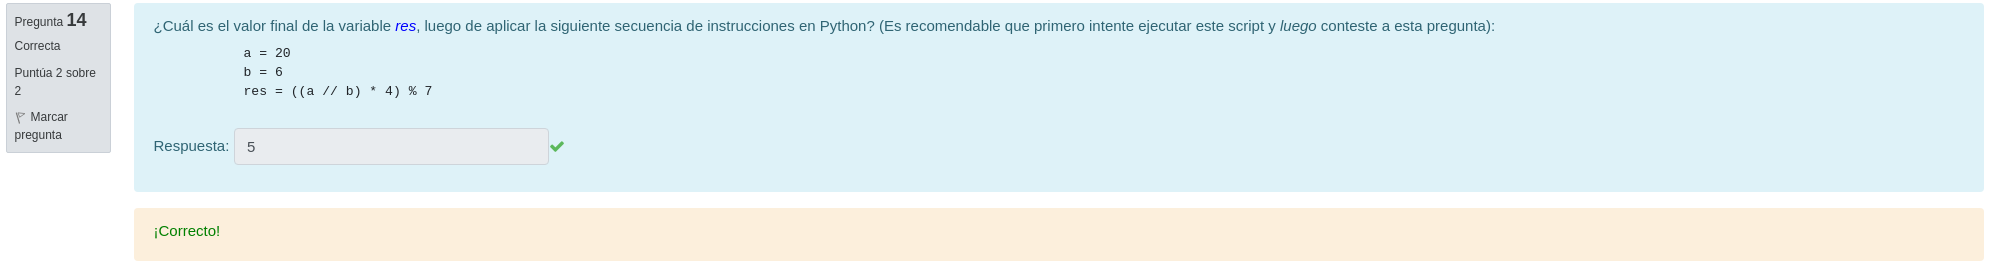 Pregunta 14
Correcta
Puntúa 2 sobre
2
Marcar
pregunta
¿Cuál es el valor final de la variable res, luego de aplicar la siguiente secuencia de instrucciones en Python? (Es recomendable que primero intente ejecutar este script y luego conteste a esta pregunta):
a = 20
b = 6
res = ((a // b) * 4) % 7
Respuesta: 5
¡Correcto!